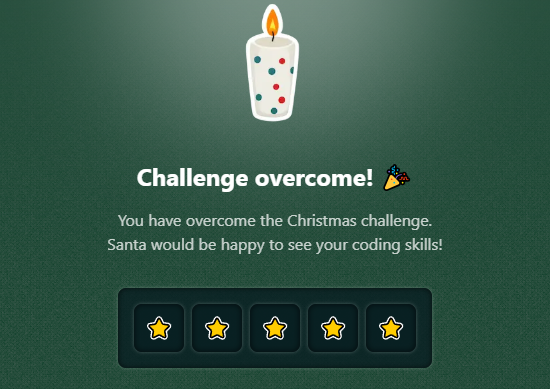 Challenge overcome! 🎉
You have overcome the Christmas challenge.
Santa would be happy to see your coding skills!